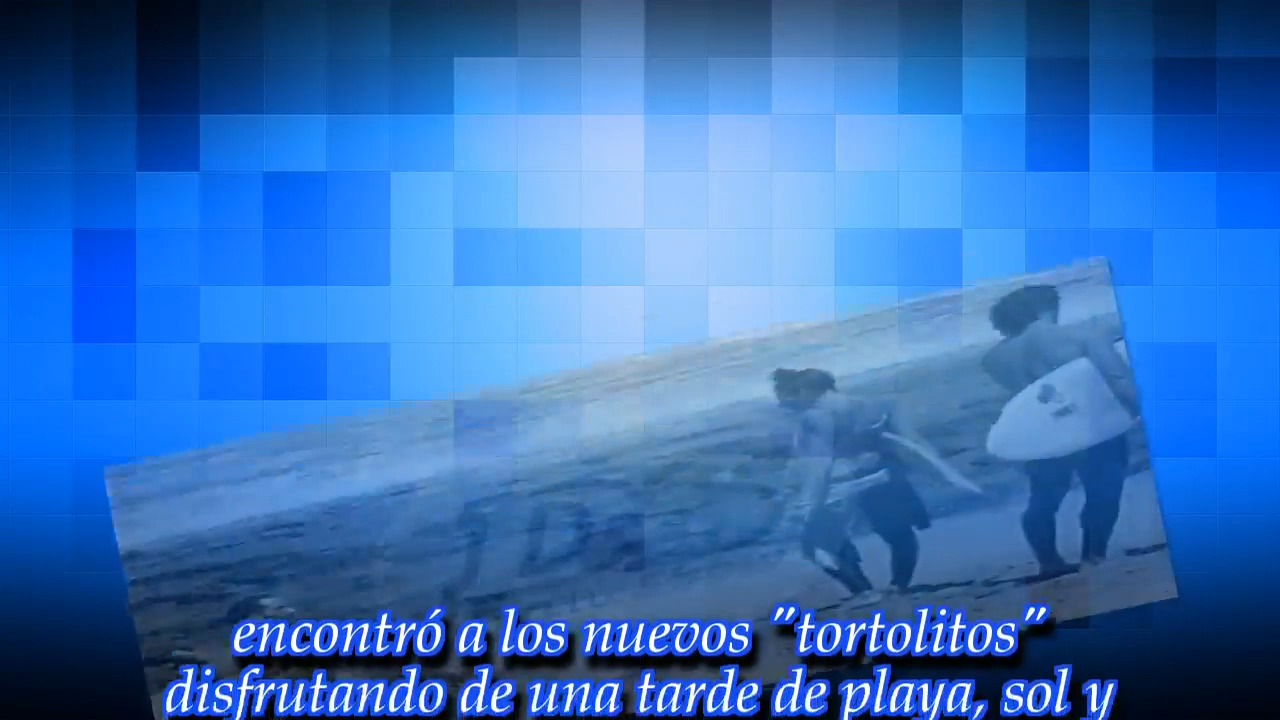 encontró a los nuevos "tortolitos"
disfrutando de una tarde de playa, sol y